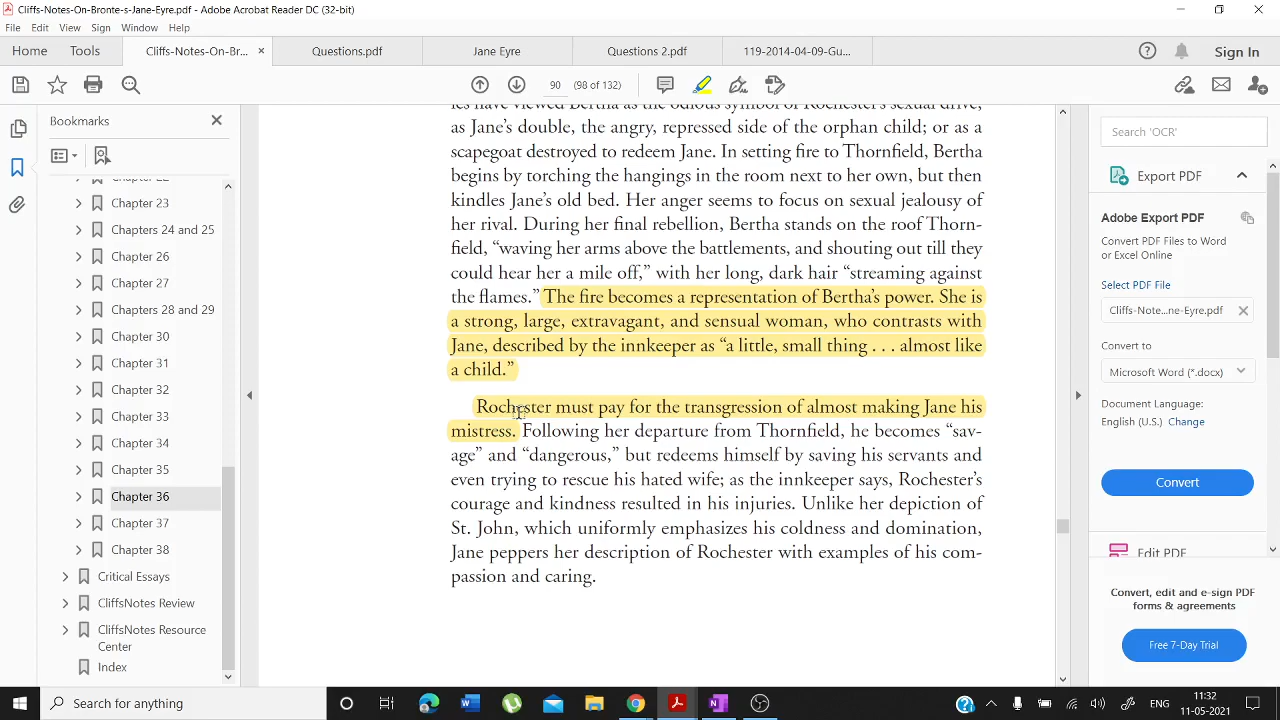 Cliffs-Notes-On-Bronte-s-Jane-Eyre.pdf - Adobe Acrobat Reader DC (32-bit)
File Edit View Sign Window Help
Home Tools Cliffs-Notes-On-Br... × Questions.pdf Jane Eyre Questions 2.pdf 119-2014-04-09-Gu... Sign In
90 (98 of 132)
Bookmarks
Chapter 22
Chapter 23
Chapters 24 and 25
Chapter 26
Chapter 27
Chapters 28 and 29
Chapter 30
Chapter 31
Chapter 32
Chapter 33
Chapter 34
Chapter 35
Chapter 36
Chapter 37
Chapter 38
Critical Essays
CliffsNotes Review
CliffsNotes Resource
Center
Index
ies have viewed Bertha as the odious symbol of Rochester's sexual drive,
as Jane's double, the angry, repressed side of the orphan child; or as a
scapegoat destroyed to redeem Jane. In setting fire to Thornfield, Bertha
begins by torching the hangings in the room next to her own, but then
kindles Jane's old bed. Her anger seems to focus on sexual jealousy of
her rival. During her final rebellion, Bertha stands on the roof Thorn-
field, “waving her arms above the battlements, and shouting out till they
could hear her a mile off,” with her long, dark hair “streaming against
the flames.” The fire becomes a representation of Bertha's power. She is
a strong, large, extravagant, and sensual woman, who contrasts with
Jane, described by the innkeeper as “a little, small thing . . . almost like
a child.”
Rochester must pay for the transgression of almost making Jane his
mistress. Following her departure from Thornfield, he becomes “sav-
age” and “dangerous,” but redeems himself by saving his servants and
even trying to rescue his hated wife; as the innkeeper says, Rochester's
courage and kindness resulted in his injuries. Unlike her depiction of
St. John, which uniformly emphasizes his coldness and domination,
Jane peppers her description of Rochester with examples of his com-
passion and caring.
Search 'OCR'
Export PDF
Adobe Export PDF
Convert PDF Files to Word
or Excel Online
Select PDF File
Cliffs-Note...ne-Eyre.pdf
Convert to
Microsoft Word (*.docx)
Document Language:
English (U.S.) Change
Convert
Edit PDF
Convert, edit and e-sign PDF
forms & agreements
Free 7-Day Trial
Search for anything
ENG
11:32
11-05-2021